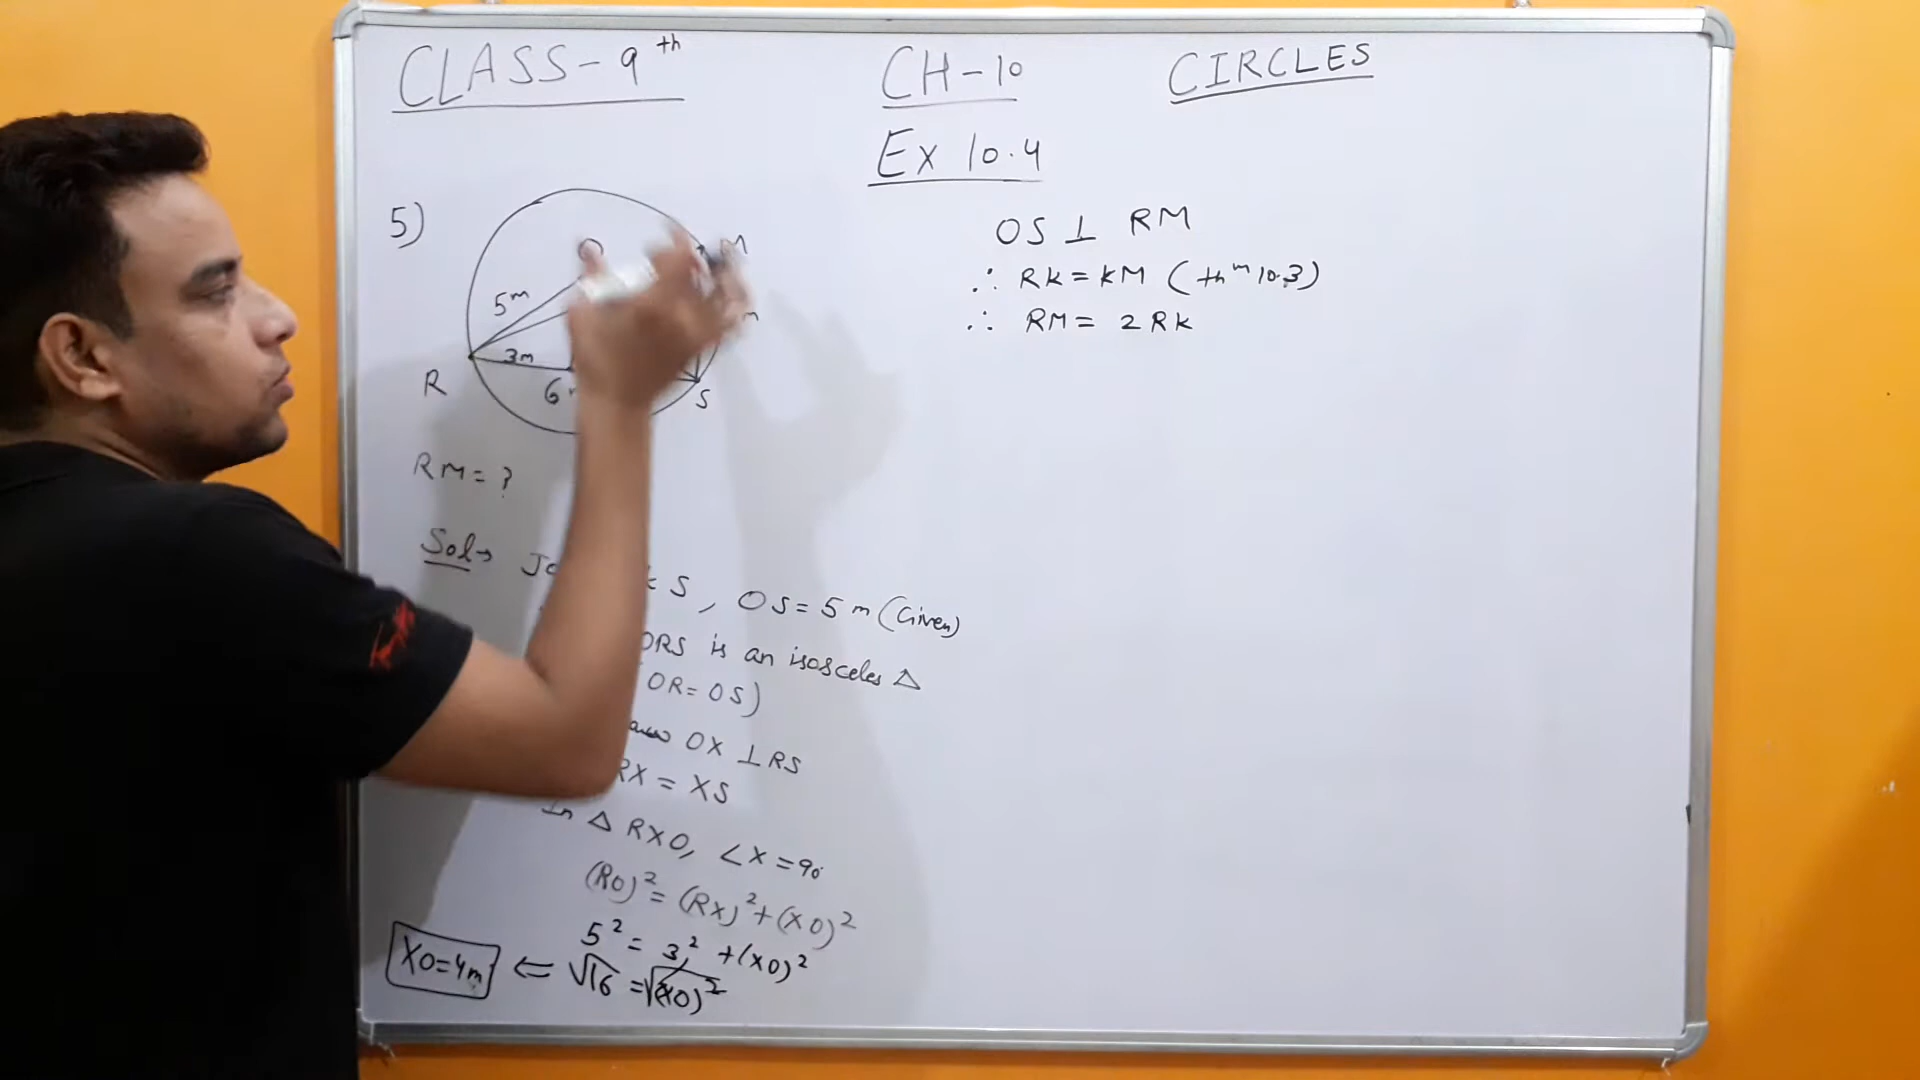 CLASS-9th CH-10 CIRCLES
Ex 10.4
5)
O M
5m
3m
6
R S
RM=?
Sol→ S, OS=5m (Given)
ORS is an isosceles △
OR=OS)
OX ⊥ RS
RX = XS
In △ RXO, ∠X=90
(RO)²=(RX)²+(XO)²
5²=3²+(XO)²
XO=4m ⇐ √16=√(XO)²
OS ⊥ RM
∴ RK=KM (thm 10.3)
∴ RM=2RK